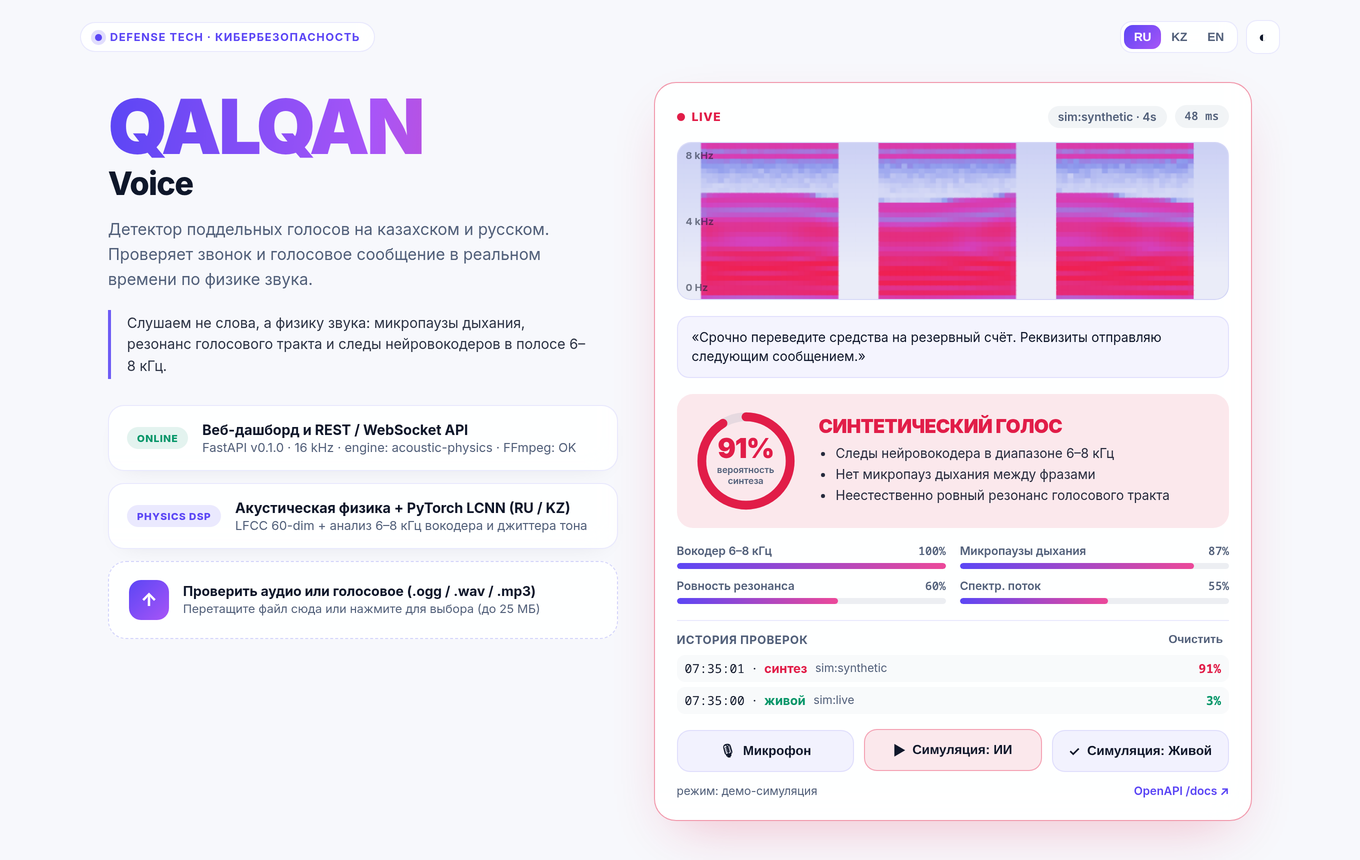 DEFENSE TECH · КИБЕРБЕЗОПАСНОСТЬ
RU KZ EN
QALQAN
Voice
Детектор поддельных голосов на казахском и русском.
Проверяет звонок и голосовое сообщение в реальном
времени по физике звука.
Слушаем не слова, а физику звука: микропаузы дыхания,
резонанс голосового тракта и следы нейровокодеров в полосе 6–
8 кГц.
ONLINE
Веб-дашборд и REST / WebSocket API
FastAPI v0.1.0 · 16 kHz · engine: acoustic-physics · FFmpeg: OK
PHYSICS DSP
Акустическая физика + PyTorch LCNN (RU / KZ)
LFCC 60-dim + анализ 6–8 кГц вокодера и джиттера тона
Проверить аудио или голосовое (.ogg / .wav / .mp3)
Перетащите файл сюда или нажмите для выбора (до 25 МБ)
LIVE
sim:synthetic · 4s
48 ms
8 kHz
4 kHz
0 Hz
«Срочно переведите средства на резервный счёт. Реквизиты отправляю
следующим сообщением.»
91%
вероятность
синтеза
СИНТЕТИЧЕСКИЙ ГОЛОС
• Следы нейровокодера в диапазоне 6–8 кГц
• Нет микропауз дыхания между фразами
• Неестественно ровный резонанс голосового тракта
Вокодер 6–8 кГц 100%
Микропаузы дыхания 87%
Ровность резонанса 60%
Спектр. поток 55%
ИСТОРИЯ ПРОВЕРОК
Очистить
07:35:01 · синтез sim:synthetic 91%
07:35:00 · живой sim:live 3%
Микрофон
▶ Симуляция: ИИ
✓ Симуляция: Живой
режим: демо-симуляция
OpenAPI /docs ↗